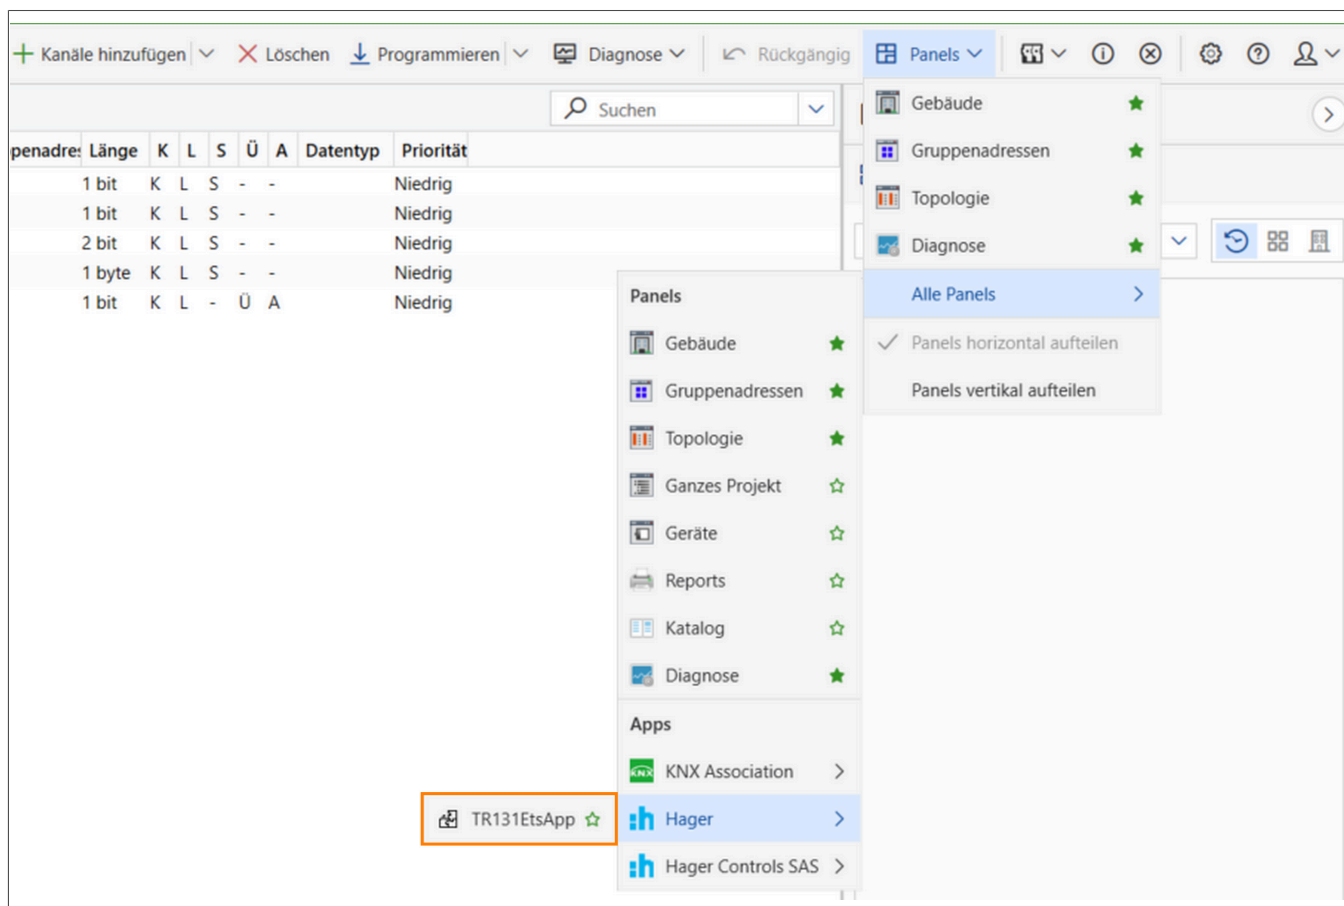 Kanäle hinzufügen Löschen Programmieren Diagnose Rückgängig Panels
Suchen
penadre: Länge K L S Ü A Datentyp Priorität
1 bit K L S - - Niedrig
1 bit K L S - - Niedrig
2 bit K L S - - Niedrig
1 byte K L S - - Niedrig
1 bit K L - Ü A Niedrig
Gebäude
Gruppenadressen
Topologie
Diagnose
Alle Panels
Panels horizontal aufteilen
Panels vertikal aufteilen
Panels
Gebäude
Gruppenadressen
Topologie
Ganzes Projekt
Geräte
Reports
Katalog
Diagnose
Apps
KNX KNX Association
TR131EtsApp :h Hager
:h Hager Controls SAS